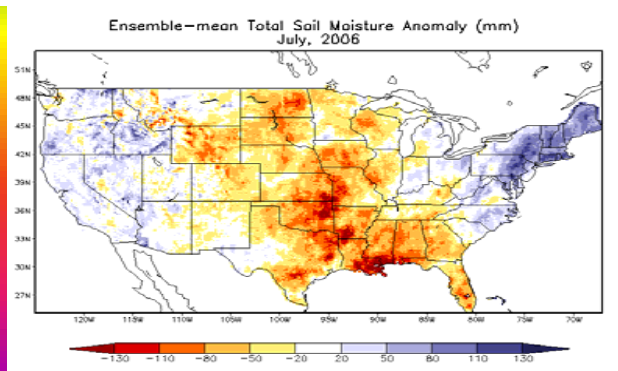 Ensemble-mean Total Soil Moisture Anomaly (mm)
July, 2006
51N
48N
45N
42N
39N
36N
33N
30N
27N
120W 115W 110W 105W 100W 95W 90W 85W 80W 75W 70W
-130 -110 -80 -50 -20 20 50 80 110 130